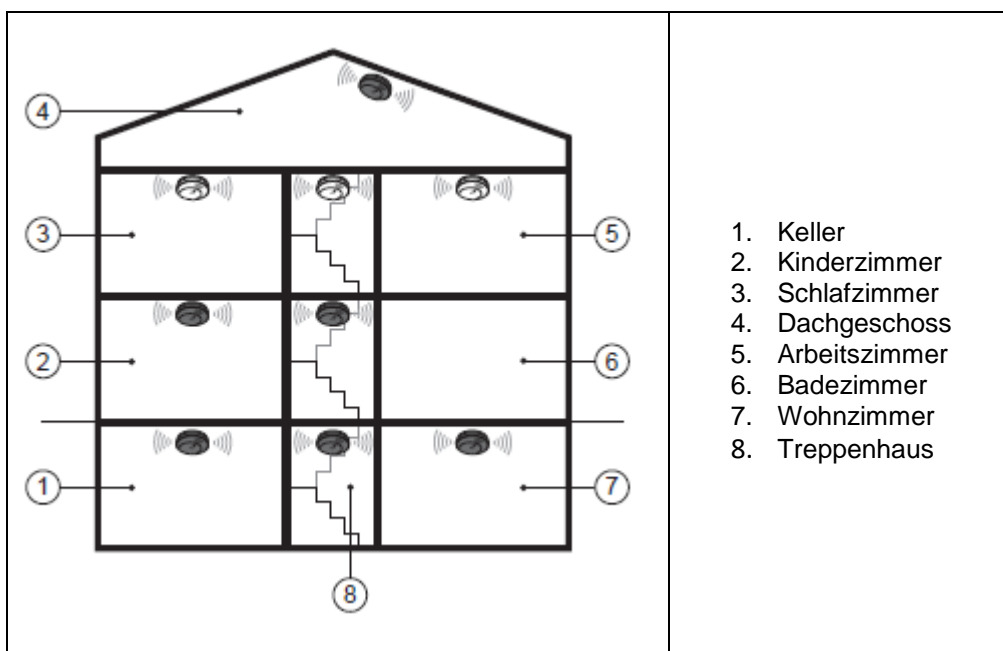 4
3
5
2
6
1
7
8
1. Keller
2. Kinderzimmer
3. Schlafzimmer
4. Dachgeschoss
5. Arbeitszimmer
6. Badezimmer
7. Wohnzimmer
8. Treppenhaus